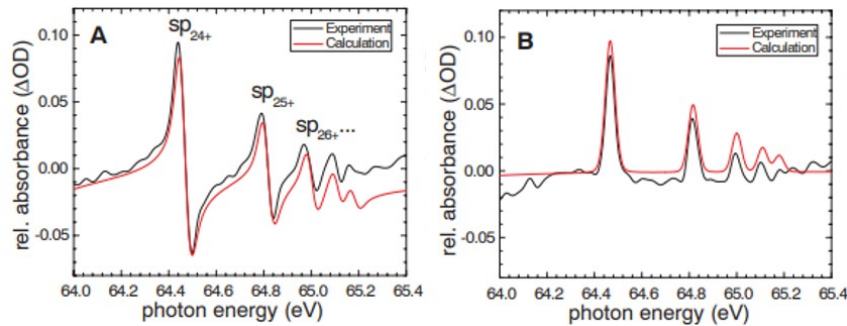 A
sp24+
sp25+
sp26+...
Experiment
Calculation
rel. absorbance (ΔOD)
0.10
0.05
0.00
-0.05
64.0 64.2 64.4 64.6 64.8 65.0 65.2 65.4
photon energy (eV)
B
Experiment
Calculation
rel. absorbance (ΔOD)
0.10
0.05
0.00
-0.05
64.0 64.2 64.4 64.6 64.8 65.0 65.2 65.4
photon energy (eV)